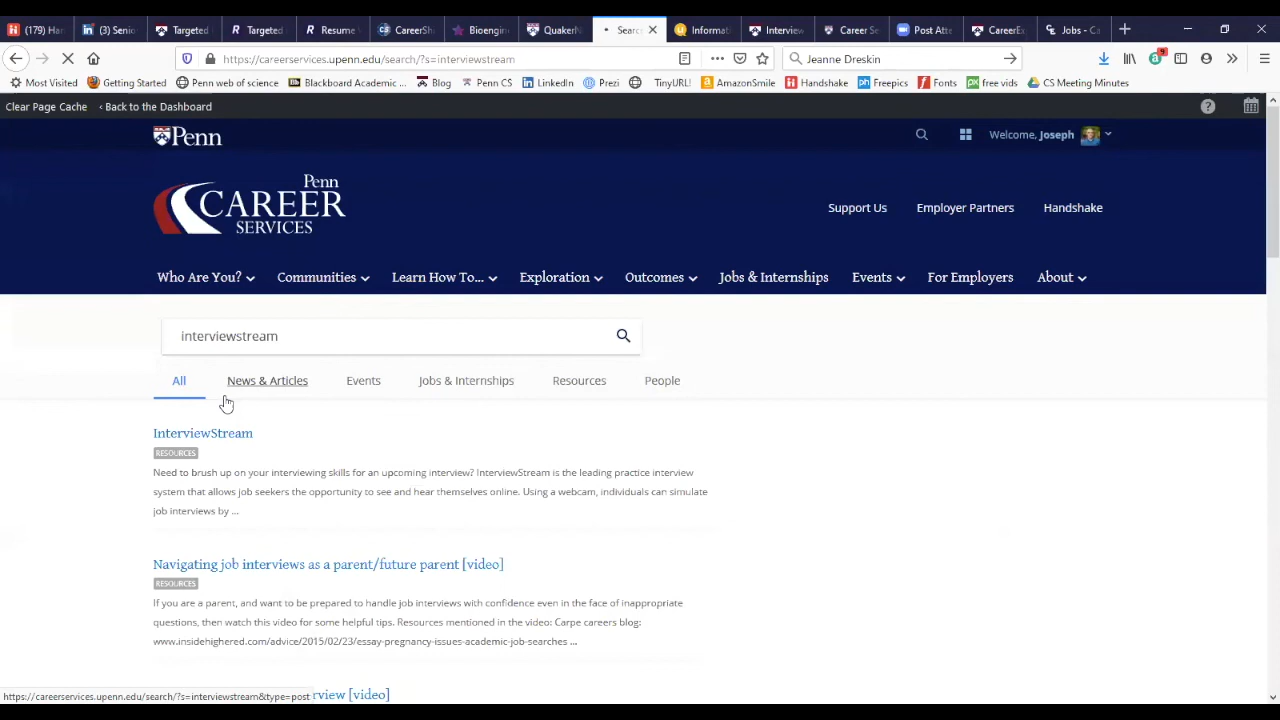 (179) Han
(3) Senio
Targeted
Targeted
Resume
CareerSh
Bioengin
QuakerN
Searc
Informati
Interview
Career Se
Post Atte
CareerEx
Jobs - Ca
https://careerservices.upenn.edu/search/?s=interviewstream
Jeanne Dreskin
9
Most Visited
Getting Started
Penn web of science
Blackboard Academic ...
Blog
Penn CS
LinkedIn
Prezi
TinyURL!
AmazonSmile
Handshake
Freepics
Fonts
free vids
CS Meeting Minutes
Clear Page Cache
‹ Back to the Dashboard
Penn
Welcome, Joseph
Penn
CAREER
SERVICES
Support Us
Employer Partners
Handshake
Who Are You?
Communities
Learn How To...
Exploration
Outcomes
Jobs & Internships
Events
For Employers
About
interviewstream
All
News & Articles
Events
Jobs & Internships
Resources
People
InterviewStream
RESOURCES
Need to brush up on your interviewing skills for an upcoming interview? InterviewStream is the leading practice interview
system that allows job seekers the opportunity to see and hear themselves online. Using a webcam, individuals can simulate
job interviews by ...
Navigating job interviews as a parent/future parent [video]
RESOURCES
If you are a parent, and want to be prepared to handle job interviews with confidence even in the face of inappropriate
questions, then watch this video for some helpful tips. Resources mentioned in the video: Carpe careers blog:
www.insidehighered.com/advice/2015/02/23/essay-pregnancy-issues-academic-job-searches ...
https://careerservices.upenn.edu/search/?s=interviewstream&type=post
rview [video]